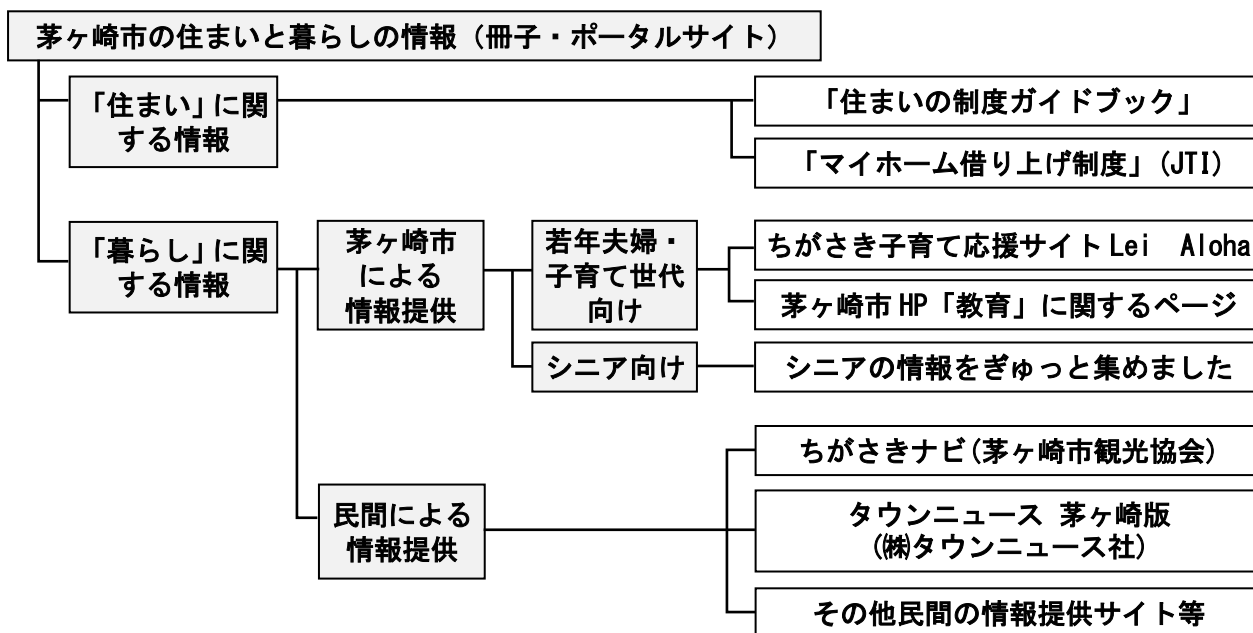 茅ヶ崎市の住まいと暮らしの情報（冊子・ポータルサイト）
「住まい」に関
する情報
「住まいの制度ガイドブック」
「マイホーム借り上げ制度」(JTI)
「暮らし」に関
する情報
茅ヶ崎市
による
情報提供
若年夫婦・
子育て世代
向け
ちがさき子育て応援サイト Lei　Aloha
茅ヶ崎市 HP「教育」に関するページ
シニア向け
シニアの情報をぎゅっと集めました
民間による
情報提供
ちがさきナビ(茅ヶ崎市観光協会)
タウンニュース 茅ヶ崎版
(㈱タウンニュース社)
その他民間の情報提供サイト等